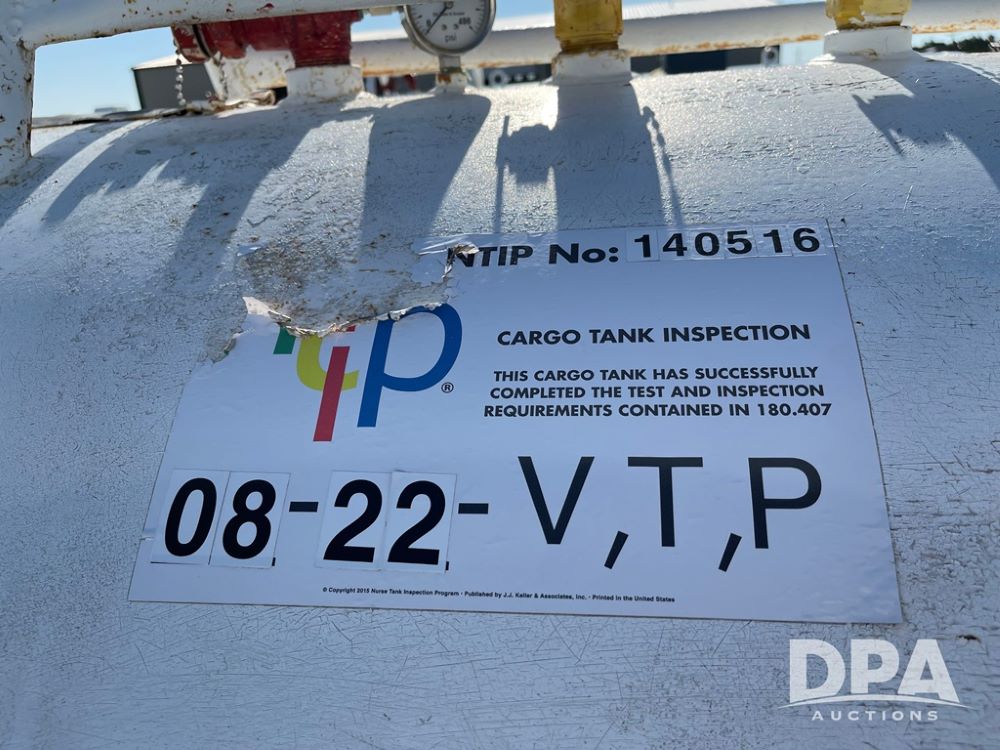 psi
NTIP No: 140516
tip®
CARGO TANK INSPECTION
THIS CARGO TANK HAS SUCCESSFULLY
COMPLETED THE TEST AND INSPECTION
REQUIREMENTS CONTAINED IN 180.407
08-22-V,T,P
© Copyright 2015 Nurse Tank Inspection Program • Published by J.J. Keller & Associates, Inc. • Printed in the United States
DPA
AUCTIONS